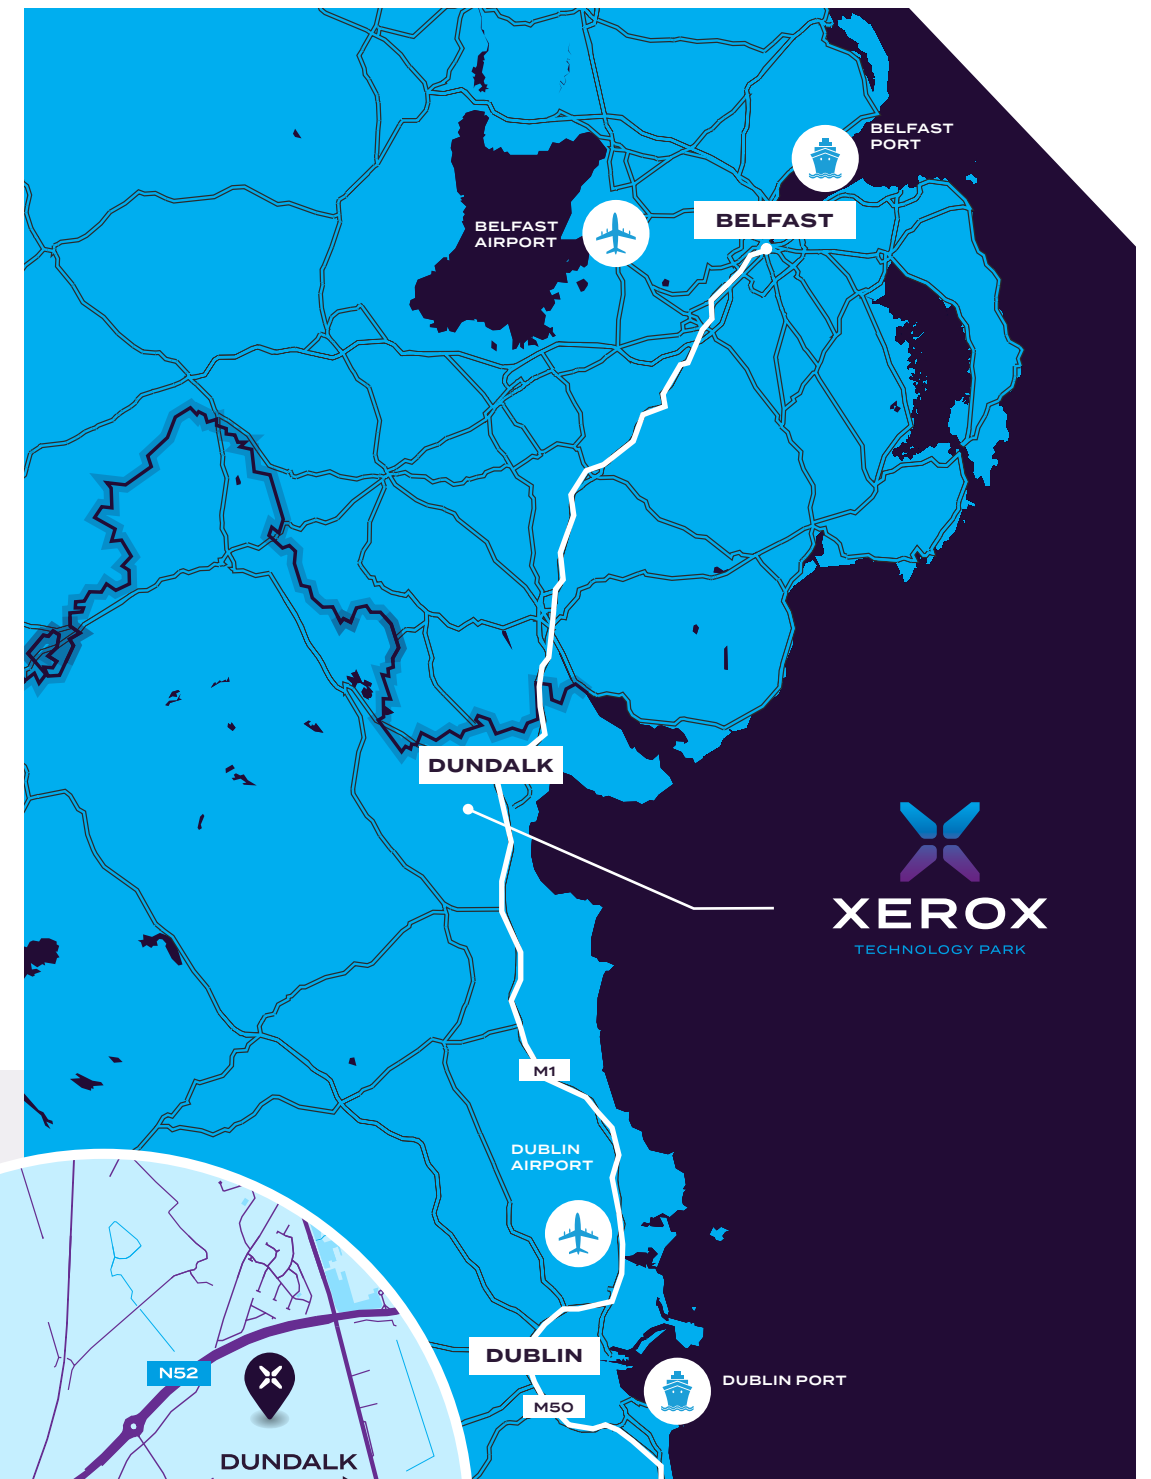 BELFAST
PORT
BELFAST
BELFAST
AIRPORT
DUNDALK
XEROX
TECHNOLOGY PARK
M1
DUBLIN
AIRPORT
DUBLIN
DUBLIN PORT
M50
N52
DUNDALK